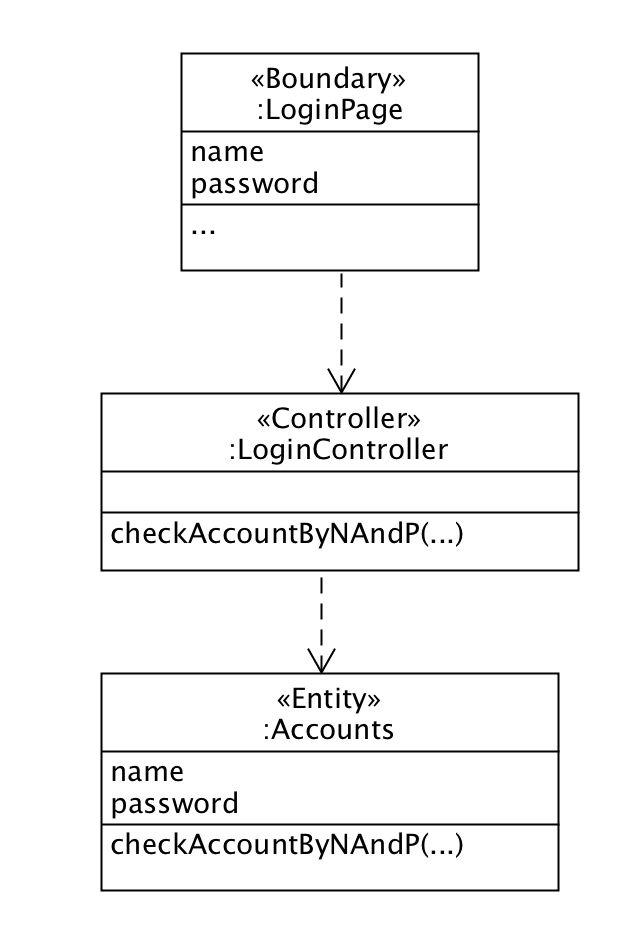 «Boundary»
:LoginPage
name
password
...
«Controller»
:LoginController
checkAccountByNAndP(...)
«Entity»
:Accounts
name
password
checkAccountByNAndP(...)